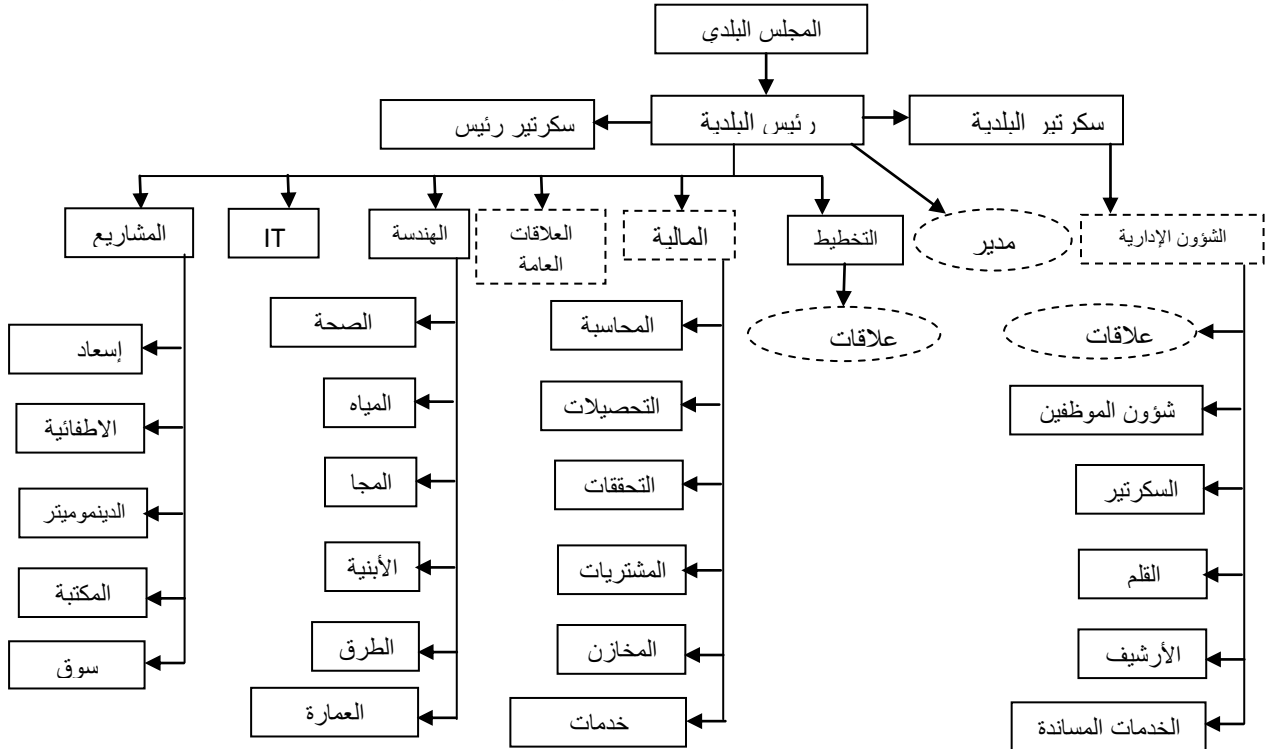 المجلس البلدي
سكرتير البلدية
رئيس البلدية
سكرتير رئيس
الشؤون الإدارية
مدير
التخطيط
المالية
العلاقات
العامة
الهندسة
IT
المشاريع
علاقات
شؤون الموظفين
السكرتير
القلم
الأرشيف
الخدمات المساندة
علاقات
المحاسبة
التحصيلات
التحققات
المشتريات
المخازن
خدمات
الصحة
المياه
المجا
الأبنية
الطرق
العمارة
إسعاد
الاطفائية
الدينموميتر
المكتبة
سوق